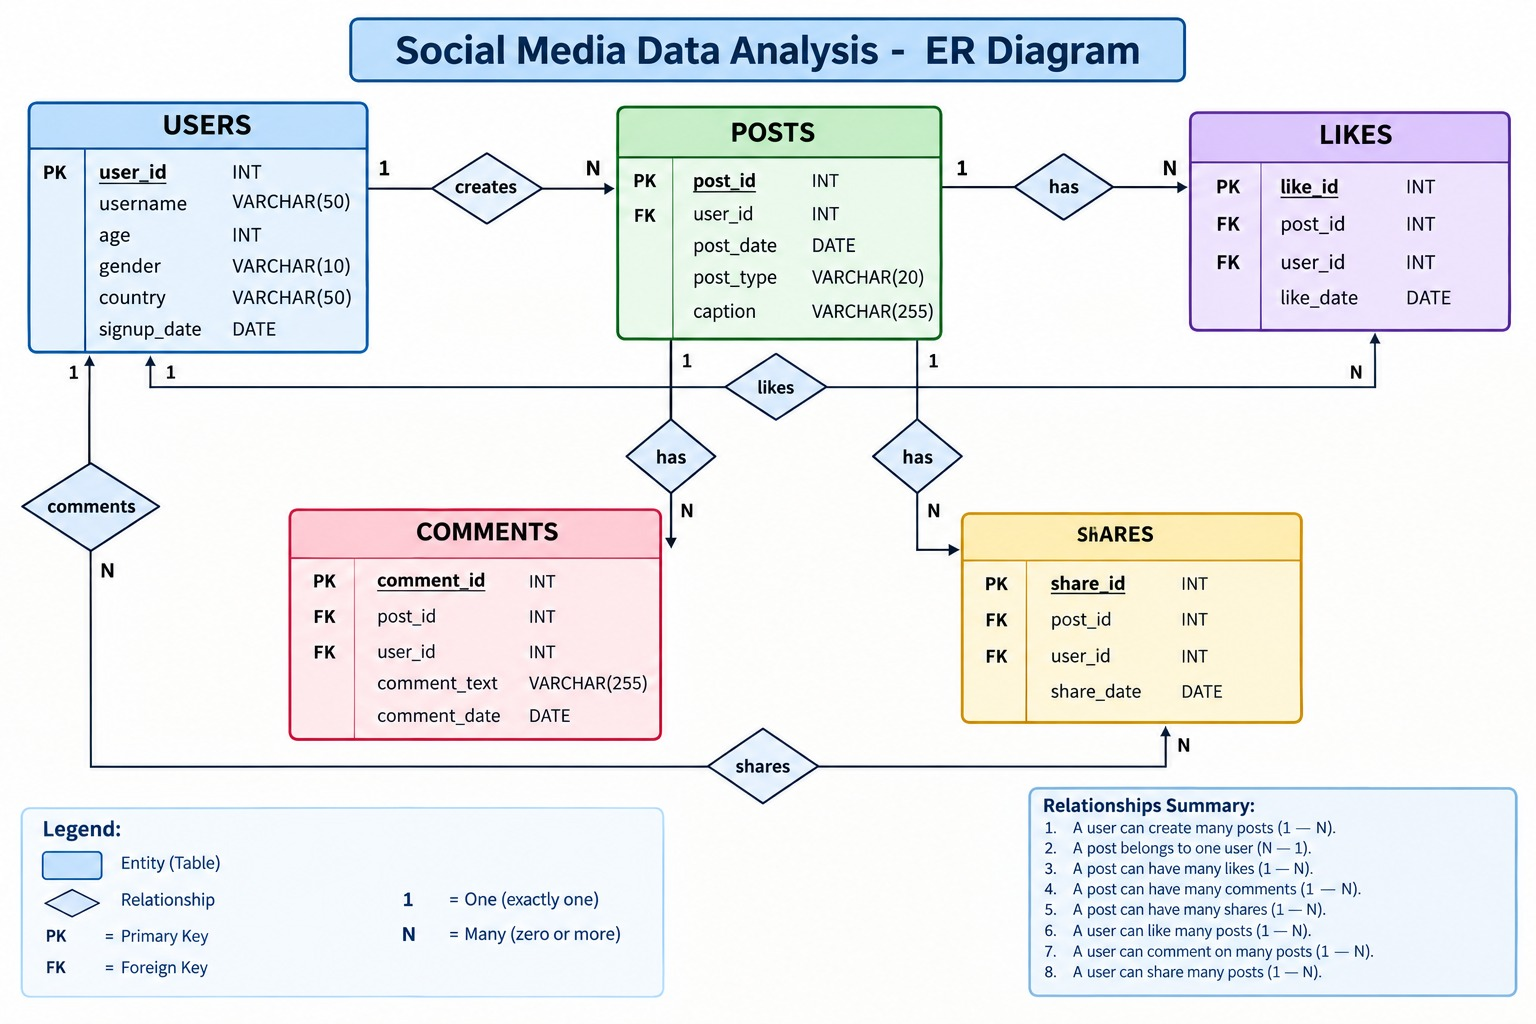 Social Media Data Analysis - ER Diagram
USERS
PK user_id INT
username VARCHAR(50)
age INT
gender VARCHAR(10)
country VARCHAR(50)
signup_date DATE
1
creates
N
POSTS
PK post_id INT
FK user_id INT
post_date DATE
post_type VARCHAR(20)
caption VARCHAR(255)
1
has
N
LIKES
PK like_id INT
FK post_id INT
FK user_id INT
like_date DATE
1
1
likes
N
1
has
N
1
has
N
comments
N
COMMENTS
PK comment_id INT
FK post_id INT
FK user_id INT
comment_text VARCHAR(255)
comment_date DATE
ShARES
PK share_id INT
FK post_id INT
FK user_id INT
share_date DATE
shares
N
Legend:
Entity (Table)
Relationship
PK = Primary Key
FK = Foreign Key
1 = One (exactly one)
N = Many (zero or more)
Relationships Summary:
1. A user can create many posts (1 — N).
2. A post belongs to one user (N — 1).
3. A post can have many likes (1 — N).
4. A post can have many comments (1 — N).
5. A post can have many shares (1 — N).
6. A user can like many posts (1 — N).
7. A user can comment on many posts (1 — N).
8. A user can share many posts (1 — N).